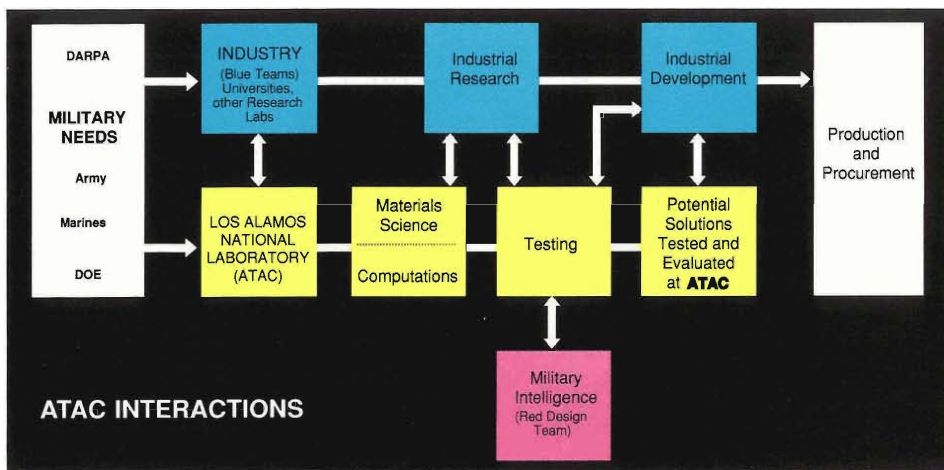 DARPA
MILITARY
NEEDS
Army
Marines
DOE
INDUSTRY
(Blue Teams)
Universities,
other Research
Labs
Industrial
Research
Industrial
Development
Production
and
Procurement
LOS ALAMOS
NATIONAL
LABORATORY
(ATAC)
Materials
Science
Computations
Testing
Potential
Solutions
Tested and
Evaluated
at ATAC
Military
Intelligence
(Red Design
Team)
ATAC INTERACTIONS